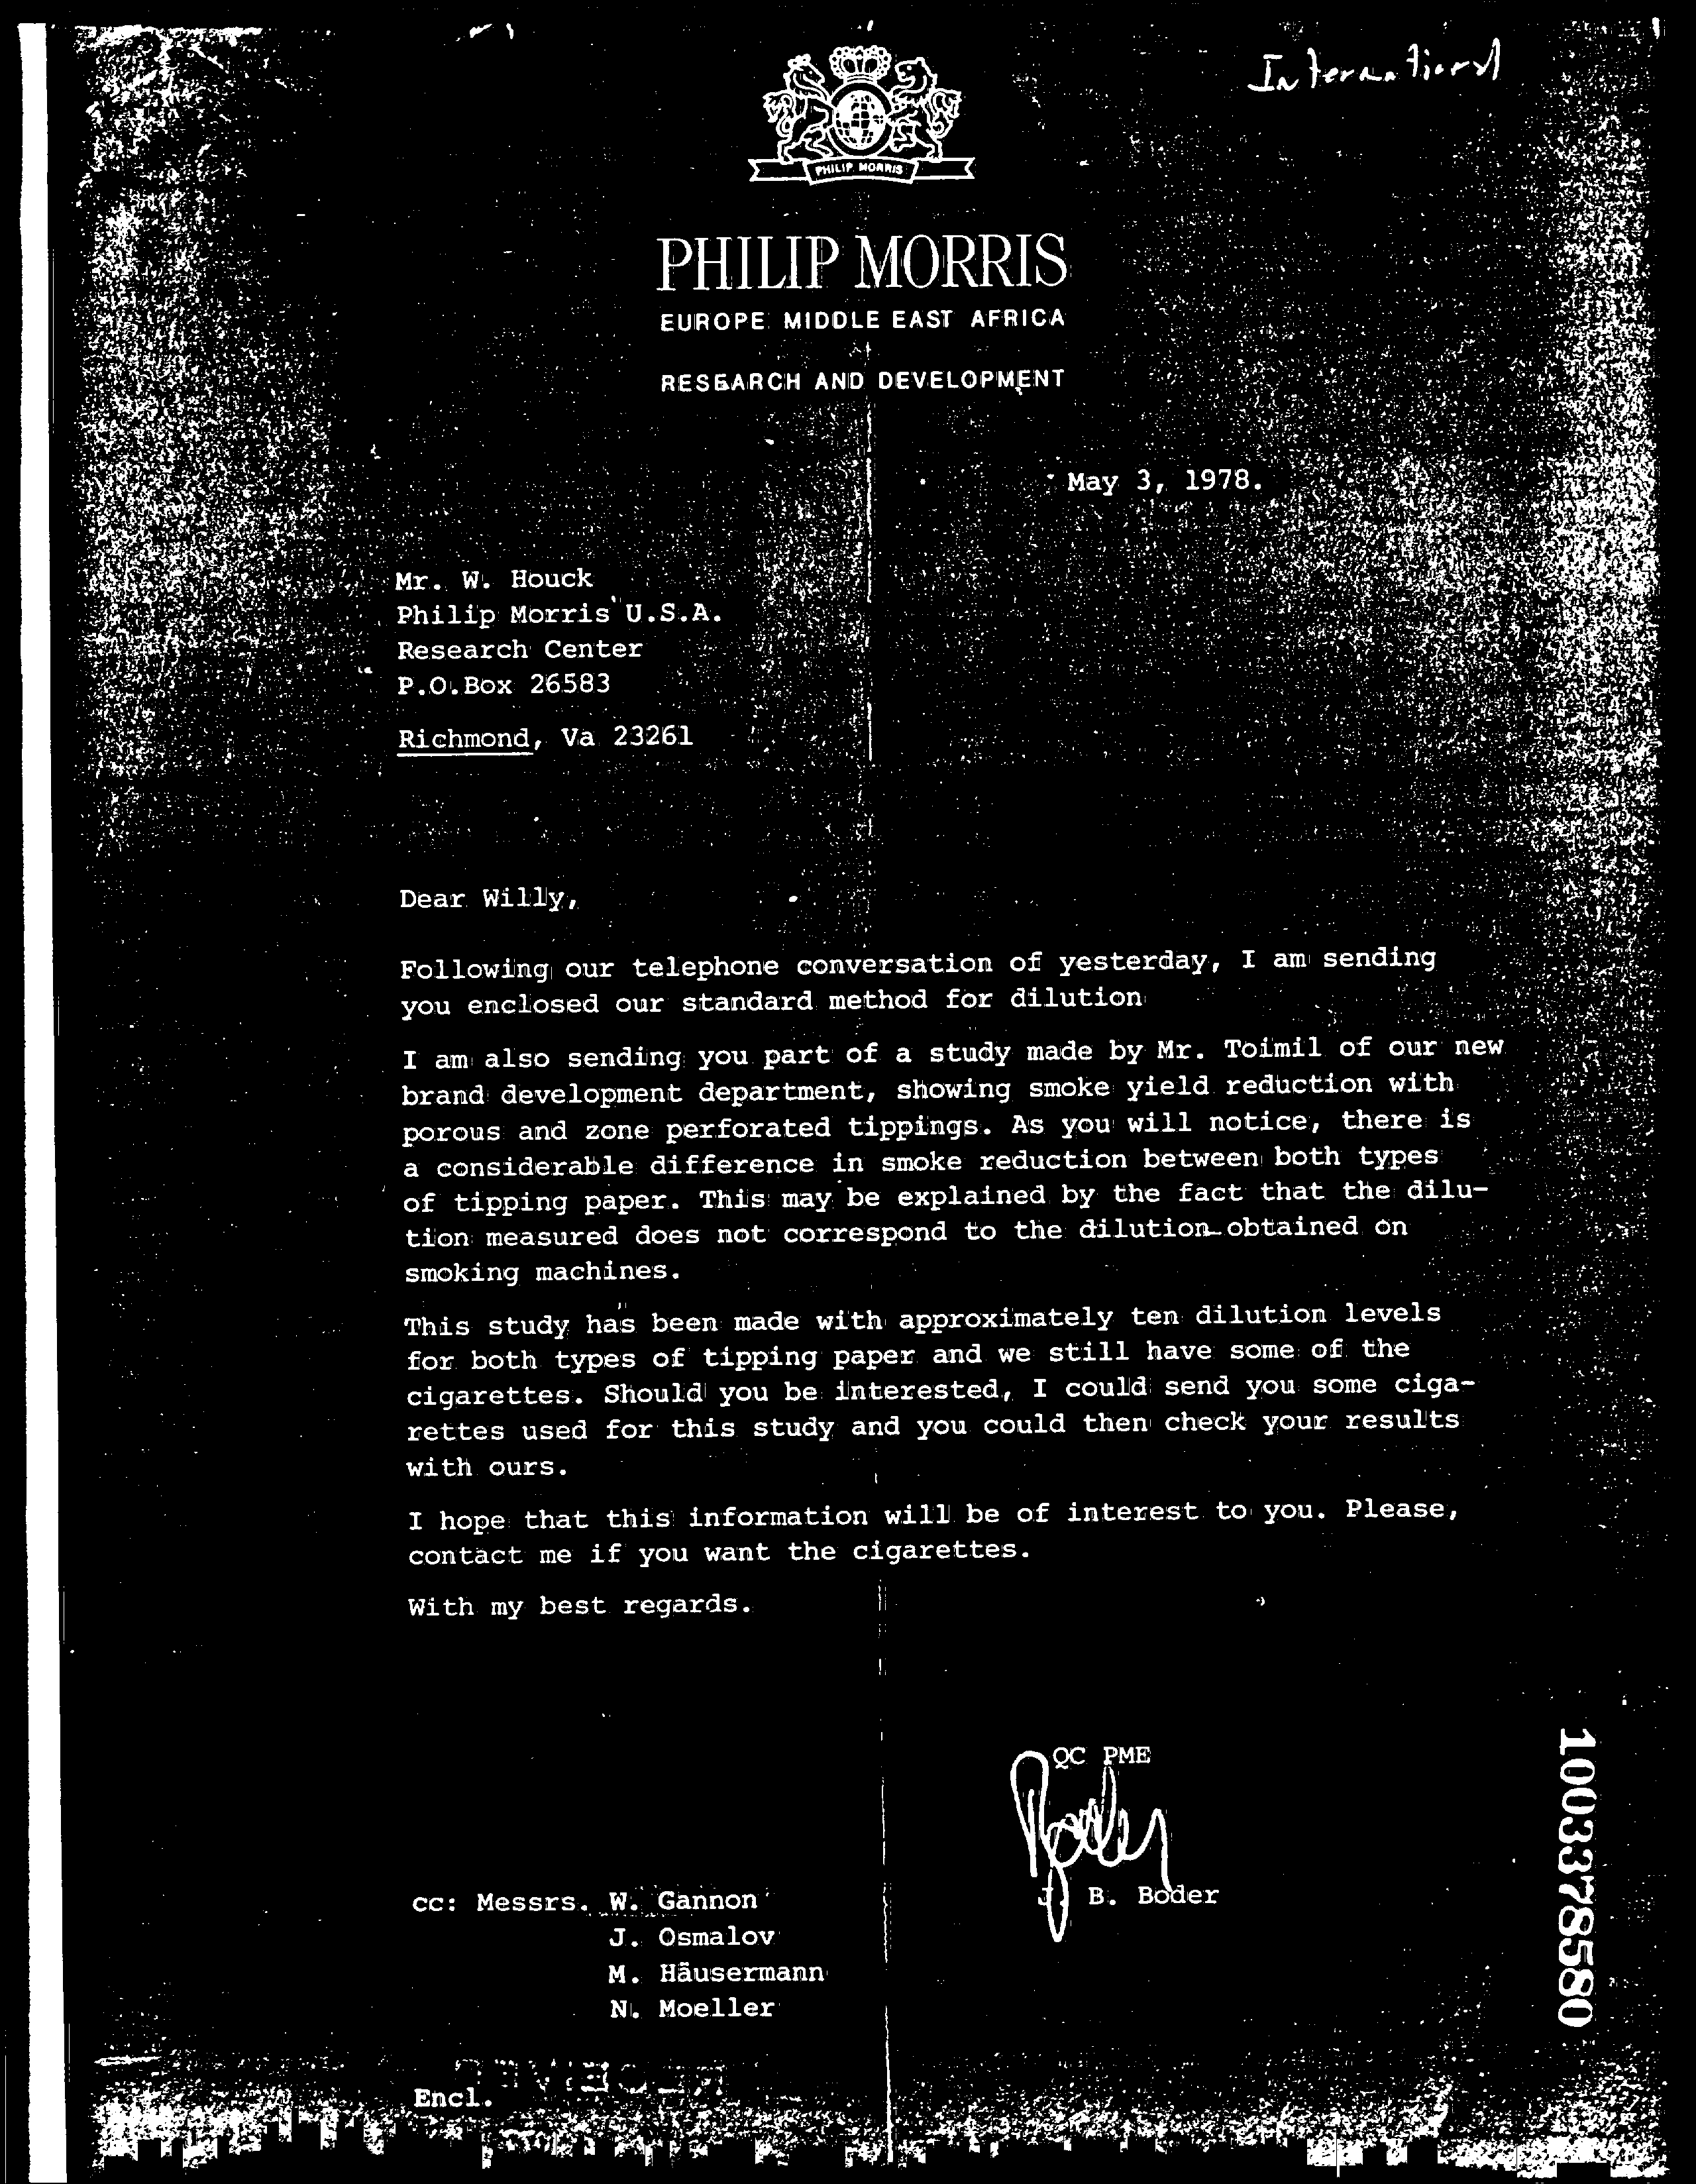 International
PHILIP MORRIS
PHILIP MORRIS
EUROPE MIDDLE EAST AFRICA
RESEARCH AND DEVELOPMENT
May 3, 1978.
Mr. W. Houck
Philip Morris U.S.A.
Research Center
P.O.Box 26583
Richmond, Va 23261
Dear Willy,
Following our telephone conversation of yesterday, I am sending
you enclosed our standard method for dilution
I am also sending you part of a study made by Mr. Toimil of our new
brand development department, showing smoke yield reduction with
porous and zone perforated tippings. As you will notice, there is
a considerable difference in smoke reduction between both types
of tipping paper. This may be explained by the fact that the dilu-
tion measured does not correspond to the dilution obtained on
smoking machines.
This study has been made with approximately ten dilution levels
for both types of tipping paper and we still have some of the
cigarettes. Should you be interested, I could send you some ciga-
rettes used for this study and you could then check your results
with ours.
I hope that this information will be of interest to you. Please,
contact me if you want the cigarettes.
With my best regards.
QC PME
Boder
J. B. Boder
cc: Messrs. W. Gannon
J. Osmalov
M. Häusermann
N. Moeller
Encl.
1003378580